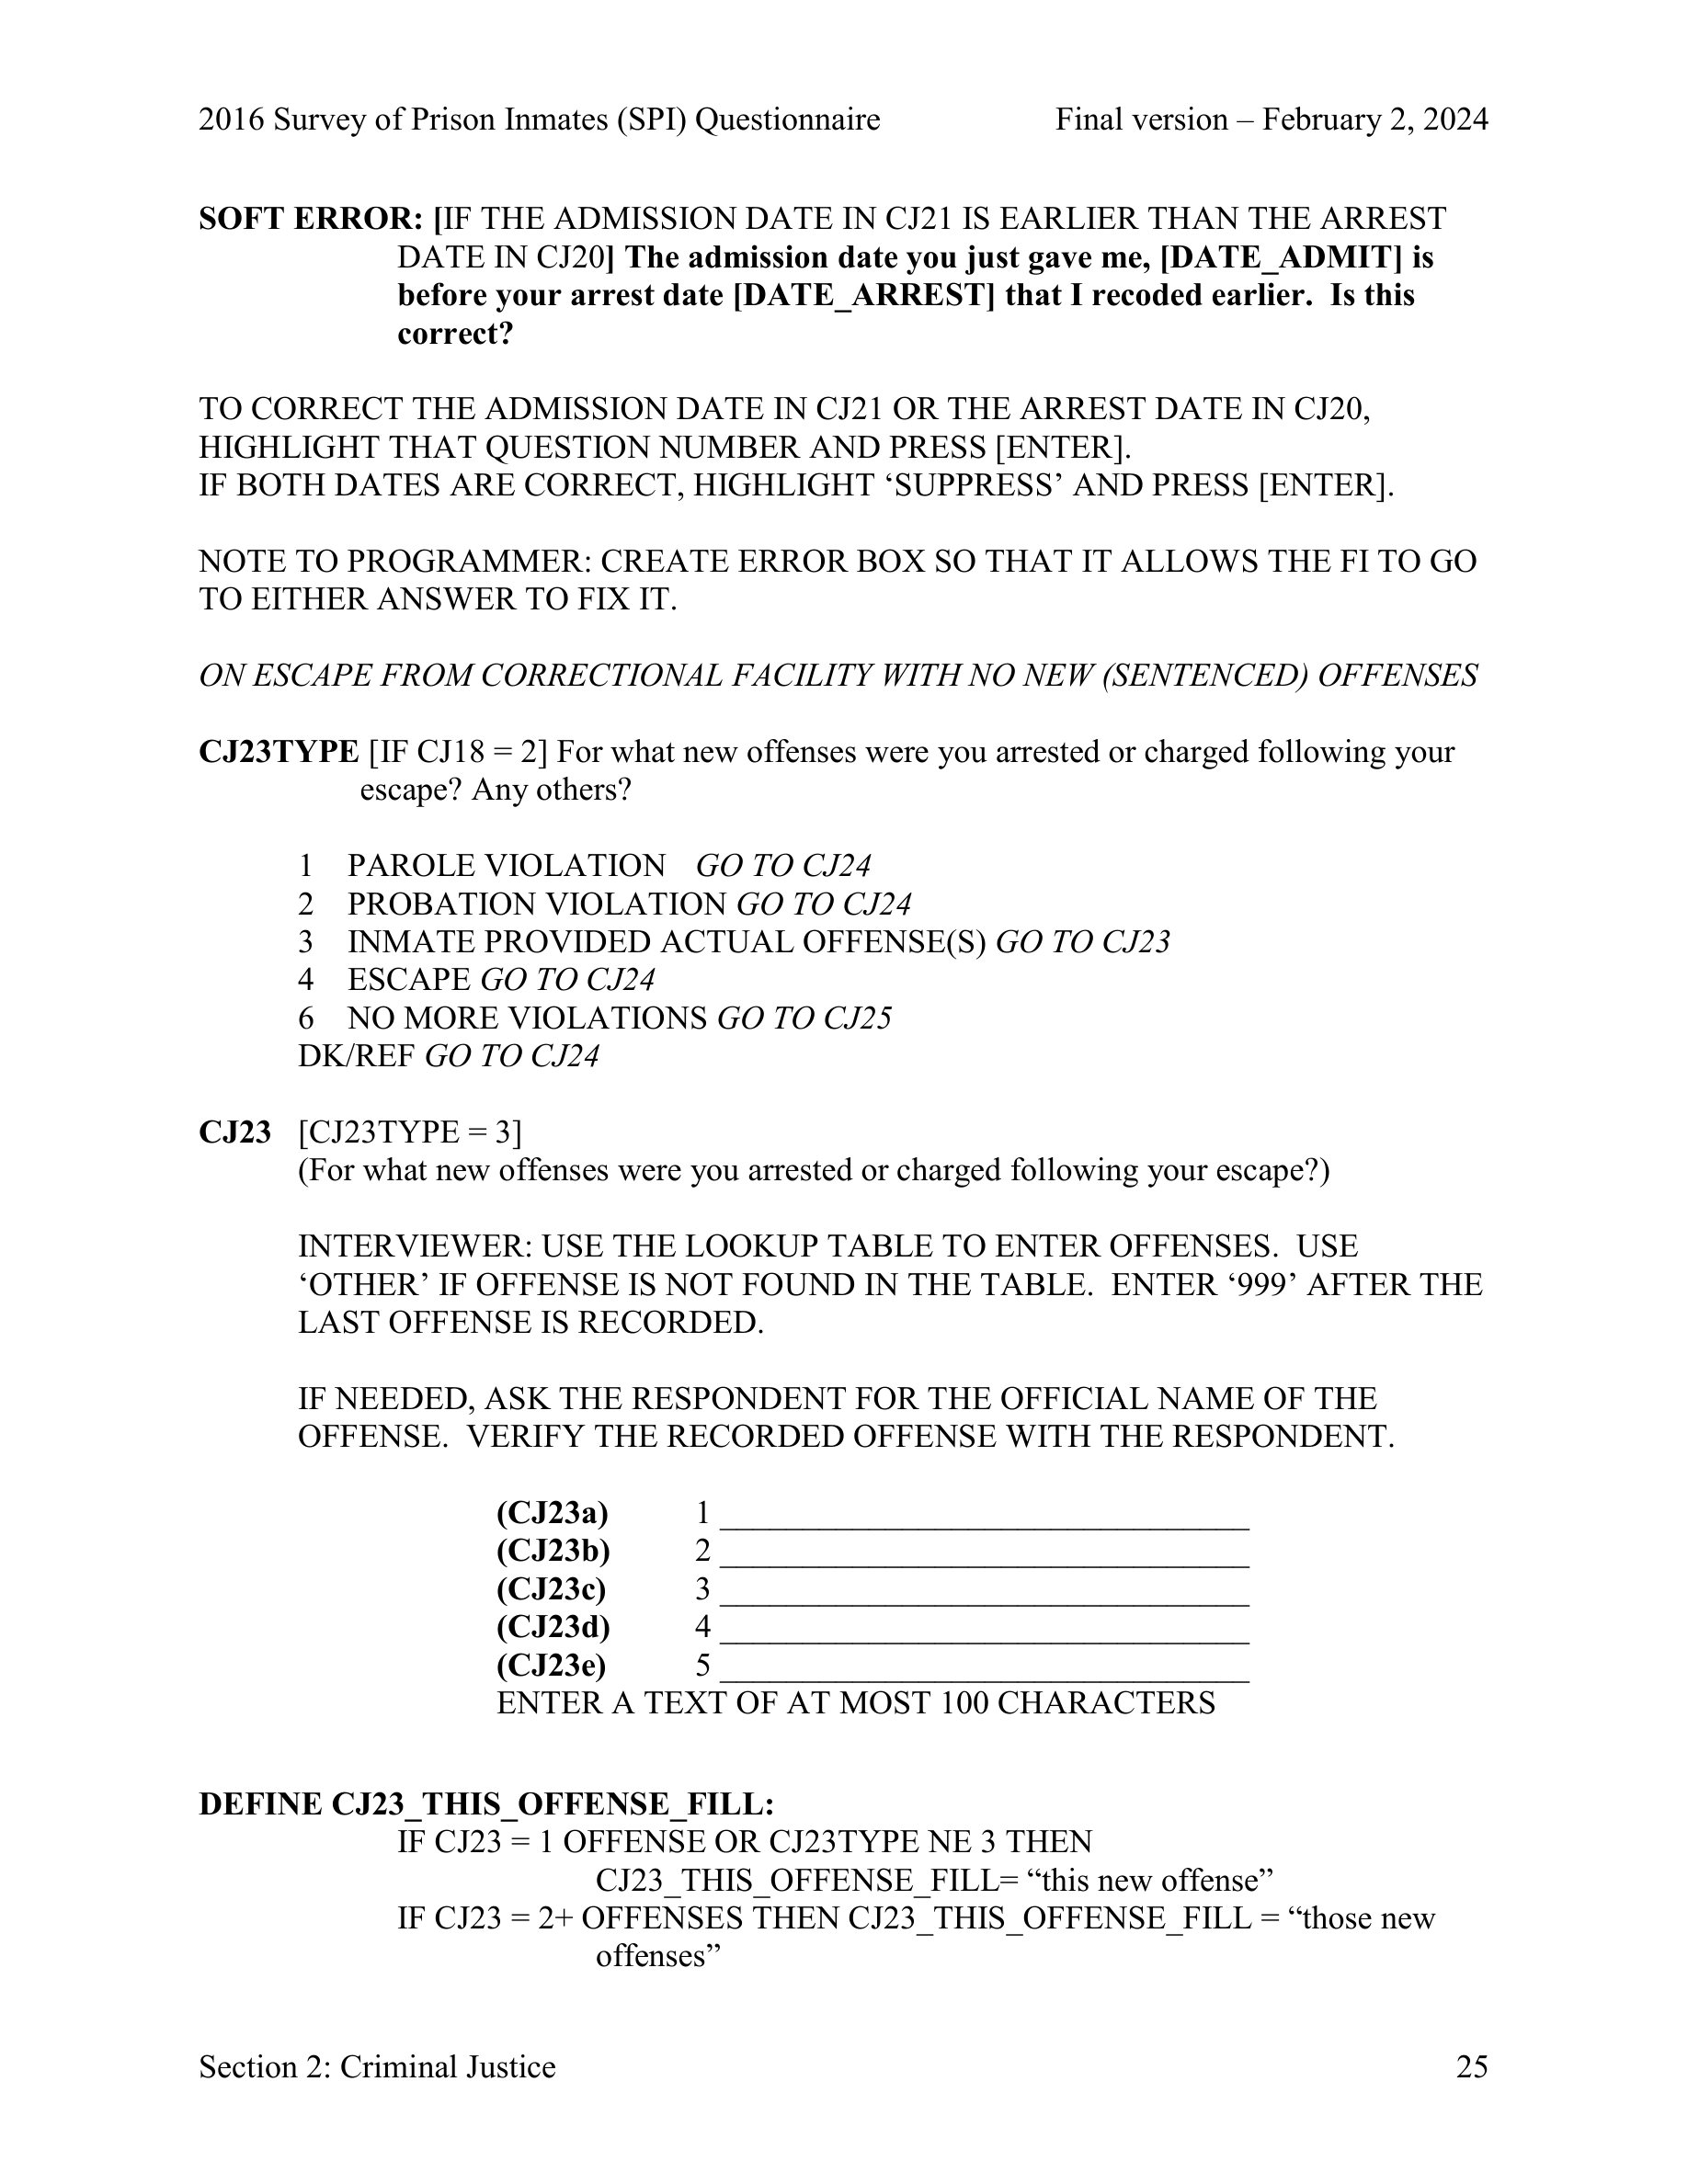 2016 Survey of Prison Inmates (SPI) Questionnaire Final version – February 2, 2024
SOFT ERROR: [IF THE ADMISSION DATE IN CJ21 IS EARLIER THAN THE ARREST
DATE IN CJ20] The admission date you just gave me, [DATE_ADMIT] is
before your arrest date [DATE_ARREST] that I recoded earlier.  Is this
correct?
TO CORRECT THE ADMISSION DATE IN CJ21 OR THE ARREST DATE IN CJ20,
HIGHLIGHT THAT QUESTION NUMBER AND PRESS [ENTER].
IF BOTH DATES ARE CORRECT, HIGHLIGHT ‘SUPPRESS’ AND PRESS [ENTER].
NOTE TO PROGRAMMER: CREATE ERROR BOX SO THAT IT ALLOWS THE FI TO GO
TO EITHER ANSWER TO FIX IT.
ON ESCAPE FROM CORRECTIONAL FACILITY WITH NO NEW (SENTENCED) OFFENSES
CJ23TYPE [IF CJ18 = 2] For what new offenses were you arrested or charged following your
escape? Any others?
1 PAROLE VIOLATION GO TO CJ24
2 PROBATION VIOLATION GO TO CJ24
3 INMATE PROVIDED ACTUAL OFFENSE(S) GO TO CJ23
4 ESCAPE GO TO CJ24
6 NO MORE VIOLATIONS GO TO CJ25
DK/REF GO TO CJ24
CJ23 [CJ23TYPE = 3]
(For what new offenses were you arrested or charged following your escape?)
INTERVIEWER: USE THE LOOKUP TABLE TO ENTER OFFENSES.  USE
‘OTHER’ IF OFFENSE IS NOT FOUND IN THE TABLE.  ENTER ‘999’ AFTER THE
LAST OFFENSE IS RECORDED.
IF NEEDED, ASK THE RESPONDENT FOR THE OFFICIAL NAME OF THE
OFFENSE.  VERIFY THE RECORDED OFFENSE WITH THE RESPONDENT.
(CJ23a) 1 ________________________________
(CJ23b) 2 ________________________________
(CJ23c) 3 ________________________________
(CJ23d) 4 ________________________________
(CJ23e) 5 ________________________________
ENTER A TEXT OF AT MOST 100 CHARACTERS
DEFINE CJ23_THIS_OFFENSE_FILL:
IF CJ23 = 1 OFFENSE OR CJ23TYPE NE 3 THEN
CJ23_THIS_OFFENSE_FILL= “this new offense”
IF CJ23 = 2+ OFFENSES THEN CJ23_THIS_OFFENSE_FILL = “those new
offenses”
Section 2: Criminal Justice 25